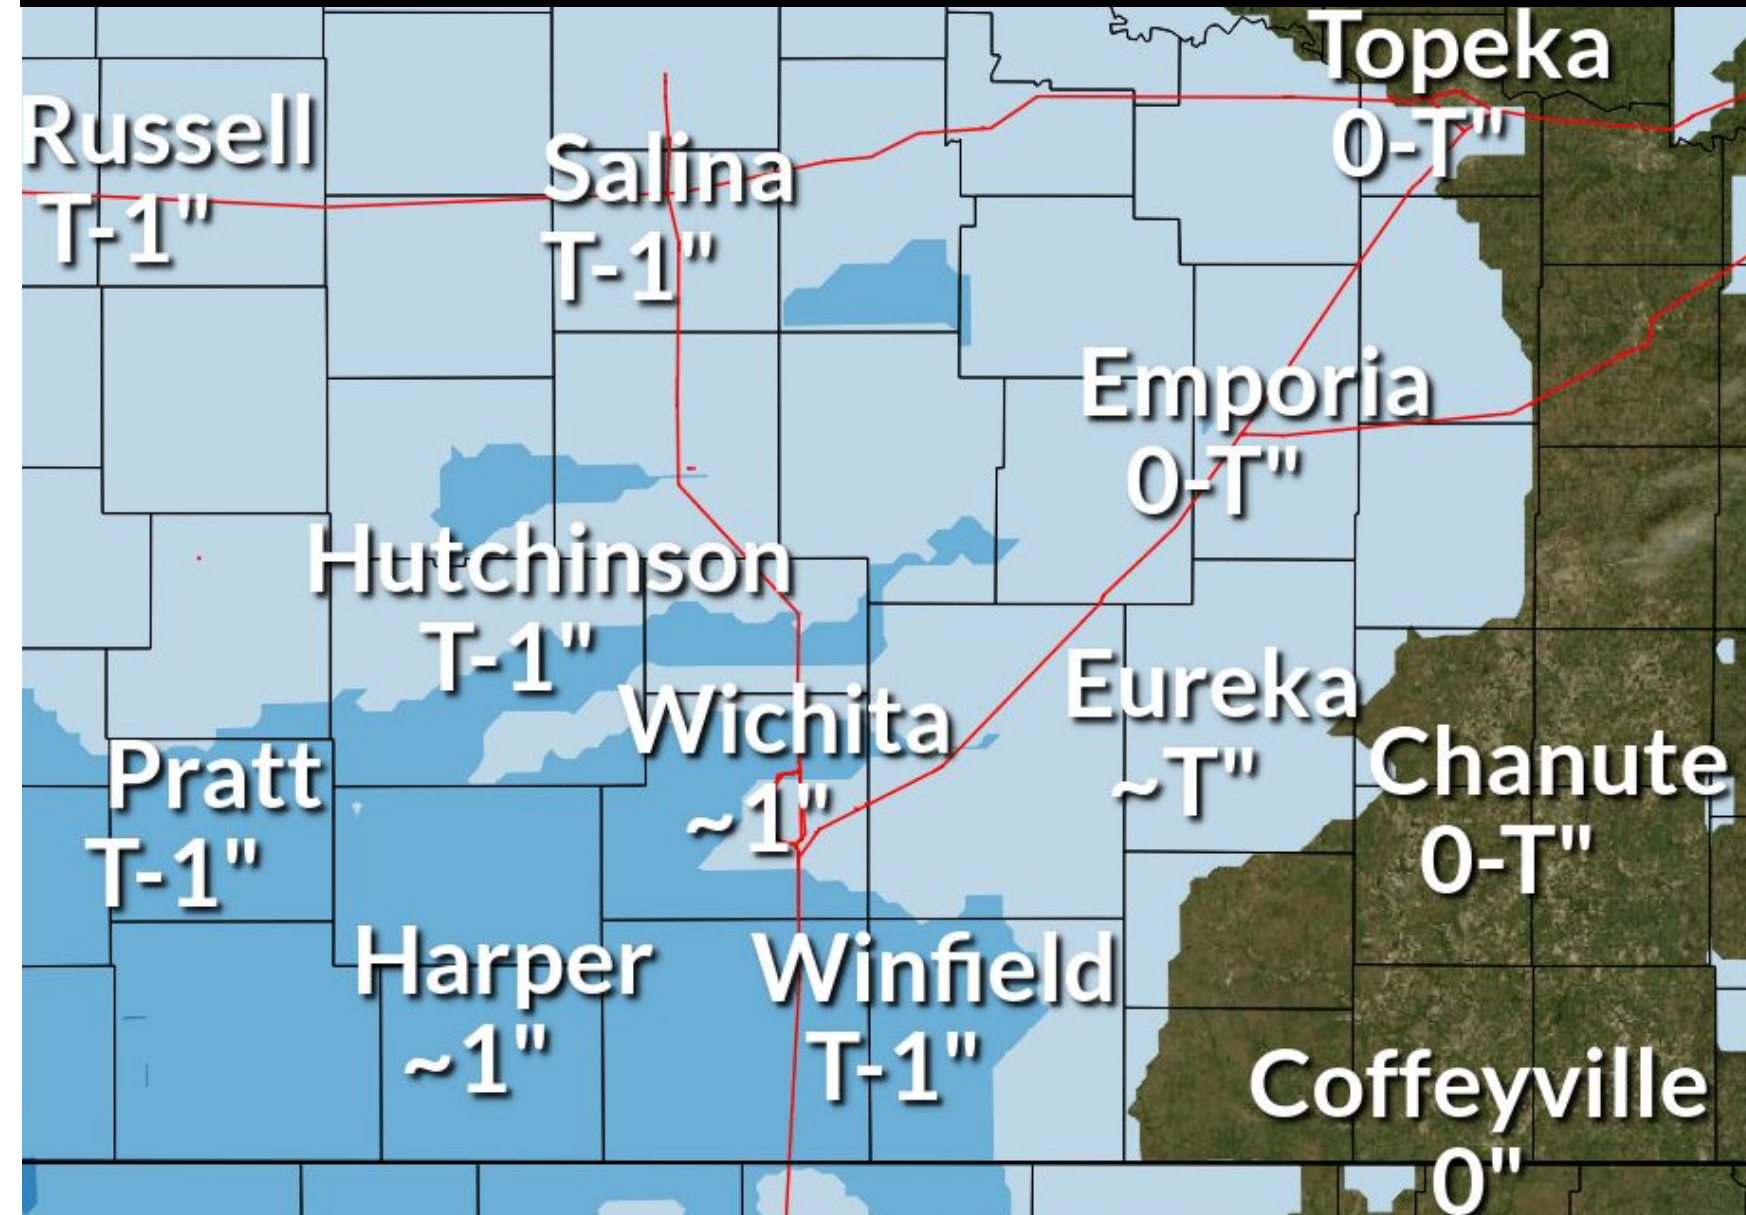 Topeka
0-T"
Russell
T-1"
Salina
T-1"
Emporia
0-T"
Hutchinson
T-1"
Eureka
~T"
Wichita
~1"
Chanute
0-T"
Pratt
T-1"
Harper
~1"
Winfield
T-1"
Coffeyville
0"